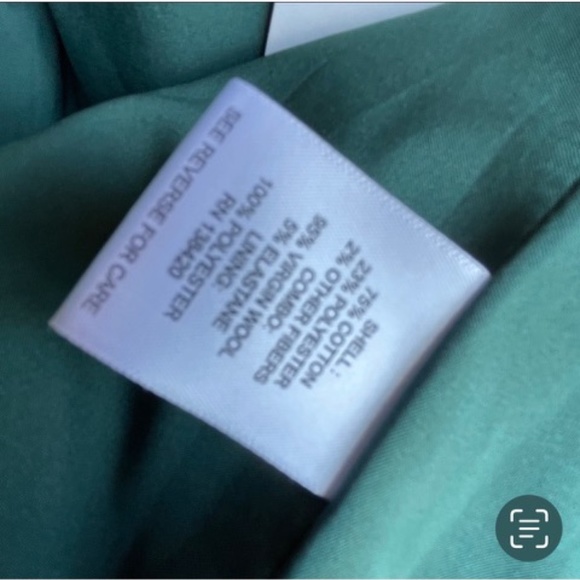 SHELL :
75% COTTON
23% POLYESTER
2% OTHER FIBERS
COMBO:
95% VIRGIN WOOL
5% ELASTANE
LINING:
100% POLYESTER
RN 136420
SEE REVERSE FOR CARE